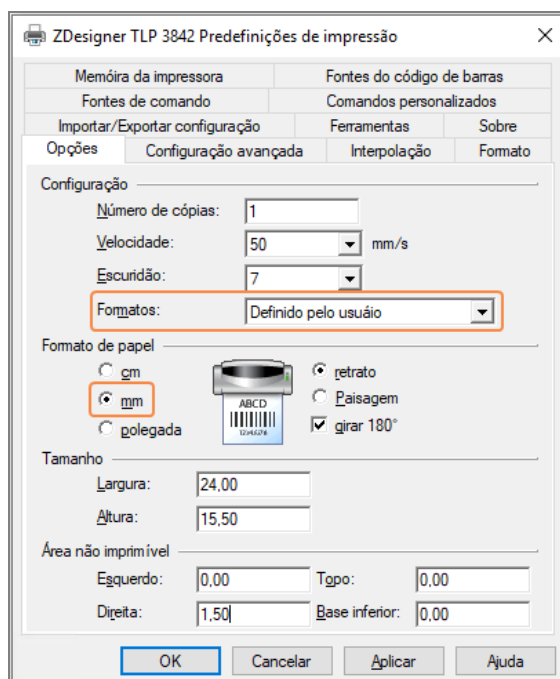 ZDesigner TLP 3842 Predefinições de impressão
Memóira da impressora Fontes do código de barras
Fontes de comando Comandos personalizados
Importar/Exportar configuração Ferramentas Sobre
Opções Configuração avançada Interpolação Formato
Configuração
Número de cópias: 1
Velocidade: 50 mm/s
Escuridão: 7
Formatos: Definido pelo usuáio
Formato de papel
cm retrato
mm Paisagem
polegada girar 180°
ABCD
12345678
Tamanho
Largura: 24,00
Altura: 15,50
Área não imprimível
Esquerdo: 0,00 Topo: 0,00
Direita: 1,50 Base inferior: 0,00
OK Cancelar Aplicar Ajuda